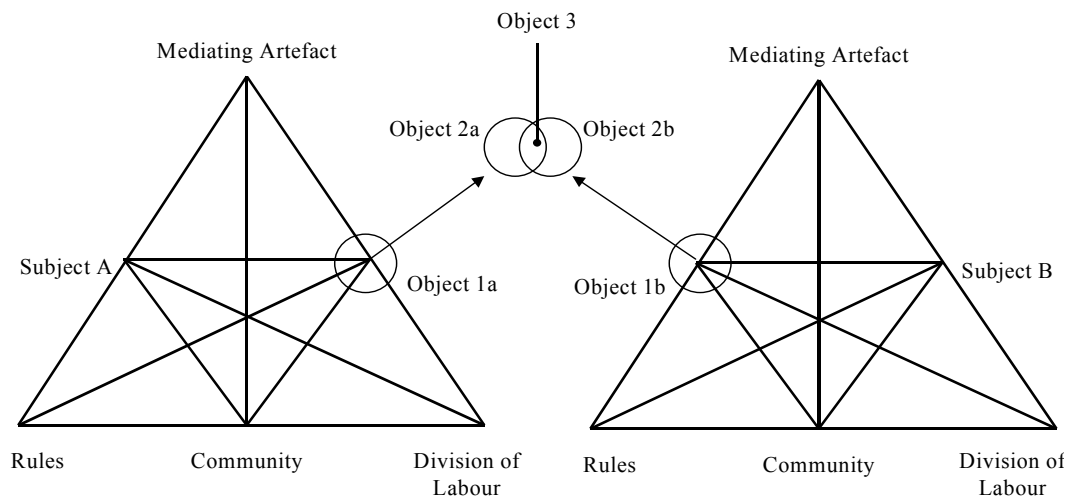 Object 3
Mediating Artefact
Mediating Artefact
Object 2a
Object 2b
Subject A
Object 1a
Object 1b
Subject B
Rules
Community
Division of
Labour
Rules
Community
Division of
Labour